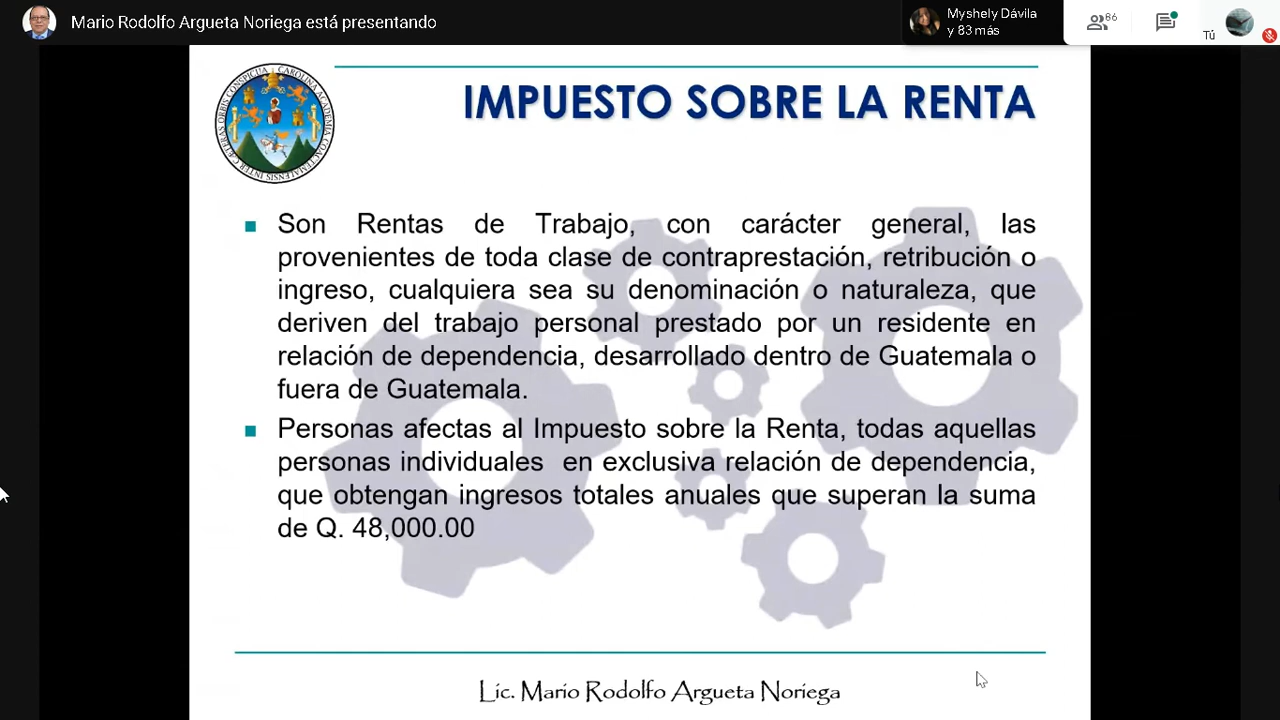 Mario Rodolfo Argueta Noriega está presentando
Myshely Dávila
y 83 más
86
Tú
IMPUESTO SOBRE LA RENTA
Son Rentas de Trabajo, con carácter general, las
provenientes de toda clase de contraprestación, retribución o
ingreso, cualquiera sea su denominación o naturaleza, que
deriven del trabajo personal prestado por un residente en
relación de dependencia, desarrollado dentro de Guatemala o
fuera de Guatemala.
Personas afectas al Impuesto sobre la Renta, todas aquellas
personas individuales en exclusiva relación de dependencia,
que obtengan ingresos totales anuales que superan la suma
de Q. 48,000.00
Lic. Mario Rodolfo Argueta Noriega